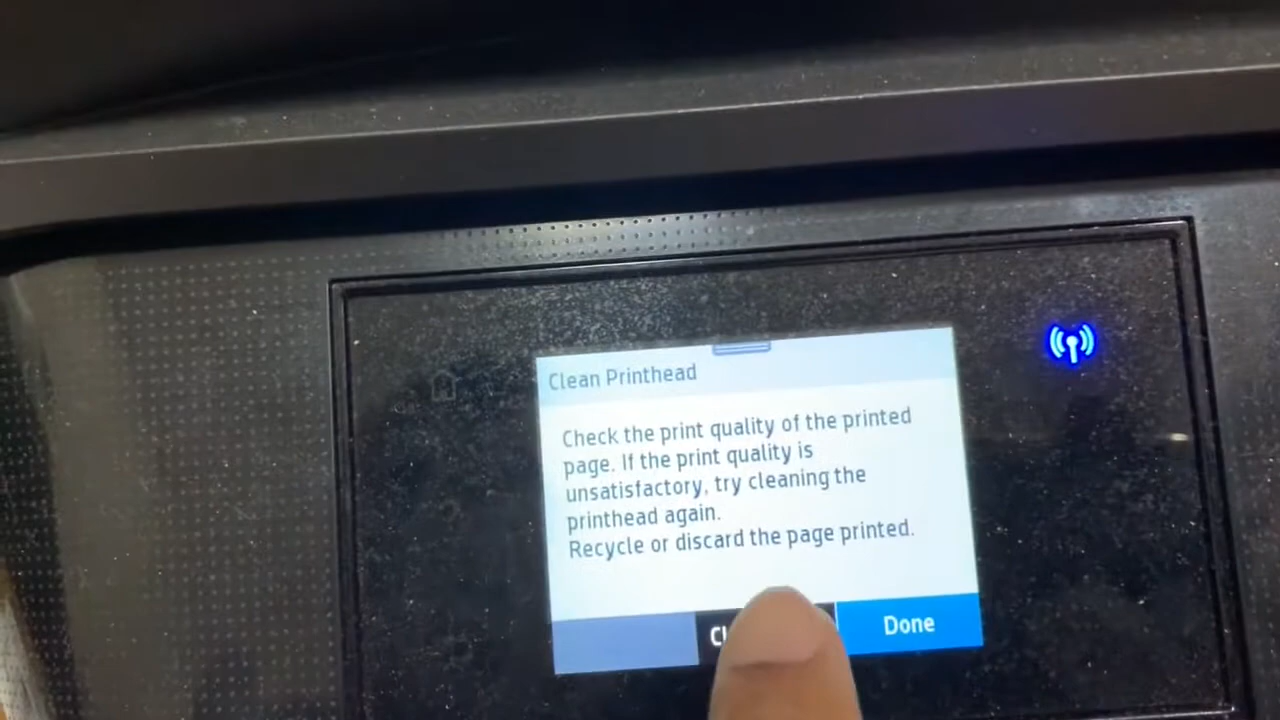 Clean Printhead
Check the print quality of the printed
page. If the print quality is
unsatisfactory, try cleaning the
printhead again.
Recycle or discard the page printed.
Done